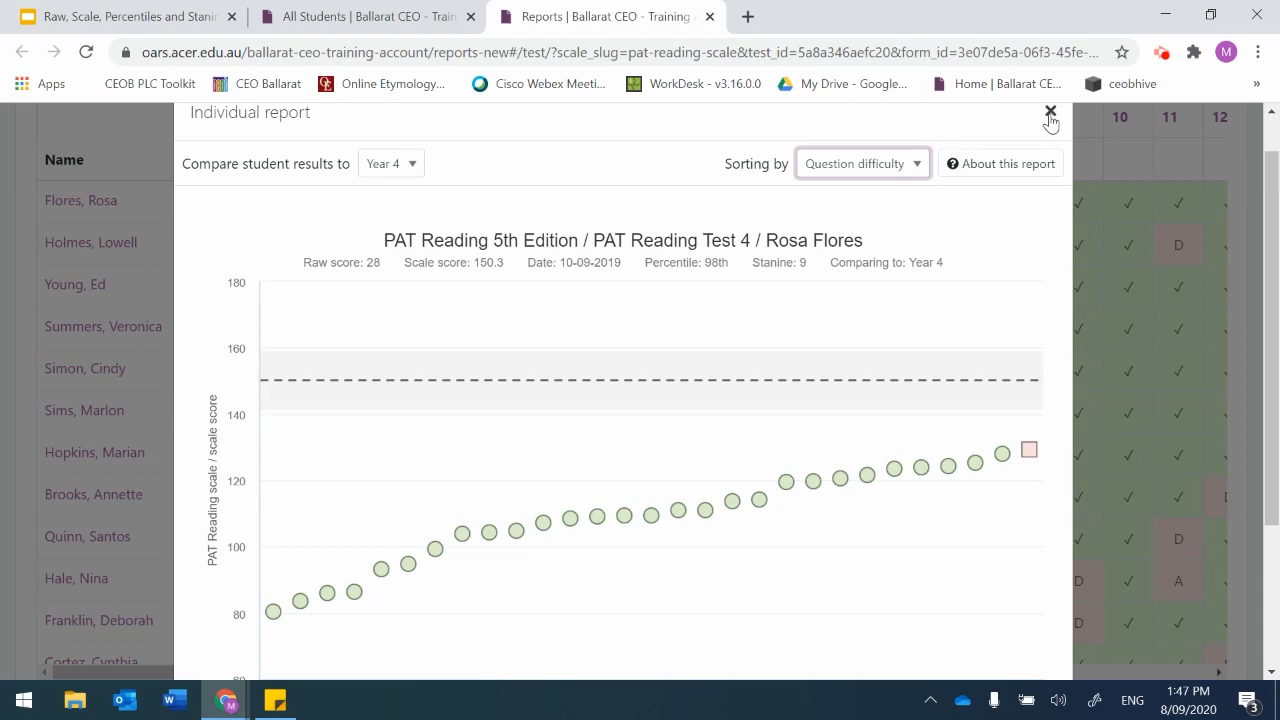 Raw, Scale, Percentiles and Stani
All Students | Ballarat CEO - Train
Reports | Ballarat CEO - Training
oars.acer.edu.au/ballarat-ceo-training-account/reports-new#/test/?scale_slug=pat-reading-scale&test_id=5a8a346aefc20&form_id=3e07de5a-06f3-45fe-...
M
Apps
CEOB PLC Toolkit
CEO Ballarat
Online Etymology...
Cisco Webex Meeti...
WorkDesk - v3.16.0.0
My Drive - Google...
Home | Ballarat CE...
ceobhive
»
Individual report
10 11 12
Compare student results to Year 4
Sorting by Question difficulty
About this report
Name
Flores, Rosa
Holmes, Lowell
D
Young, Ed
Summers, Veronica
Simon, Cindy
Sims, Marlon
Hopkins, Marian
Brooks, Annette
Quinn, Santos
D
Hale, Nina
D A
Franklin, Deborah
D
Cortez, Cynthia
PAT Reading 5th Edition / PAT Reading Test 4 / Rosa Flores
Raw score: 28 Scale score: 150.3 Date: 10-09-2019 Percentile: 98th Stanine: 9 Comparing to: Year 4
PAT Reading scale / scale score
180
160
140
120
100
80
60
ENG
1:47 PM
8/09/2020
3